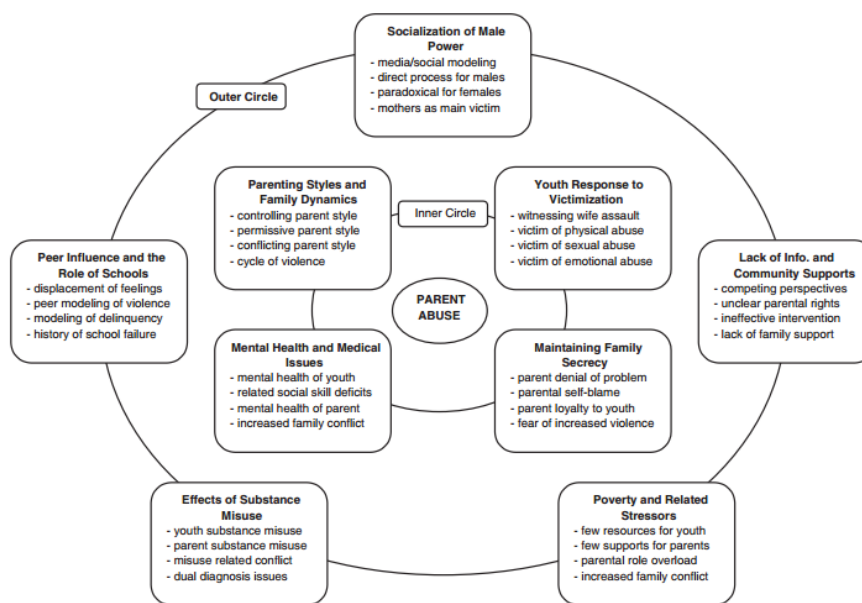 Socialization of Male
Power
- media/social modeling
- direct process for males
- paradoxical for females
- mothers as main victim
Outer Circle
Parenting Styles and
Family Dynamics
- controlling parent style
- permissive parent style
- conflicting parent style
- cycle of violence
Inner Circle
Youth Response to
Victimization
- witnessing wife assault
- victim of physical abuse
- victim of sexual abuse
- victim of emotional abuse
Peer Influence and the
Role of Schools
- displacement of feelings
- peer modeling of violence
- modeling of delinquency
- history of school failure
Lack of Info. and
Community Supports
- competing perspectives
- unclear parental rights
- ineffective intervention
- lack of family support
PARENT
ABUSE
Mental Health and Medical
Issues
- mental health of youth
- related social skill deficits
- mental health of parent
- increased family conflict
Maintaining Family
Secrecy
- parent denial of problem
- parental self-blame
- parent loyalty to youth
- fear of increased violence
Effects of Substance
Misuse
- youth substance misuse
- parent substance misuse
- misuse related conflict
- dual diagnosis issues
Poverty and Related
Stressors
- few resources for youth
- few supports for parents
- parental role overload
- increased family conflict